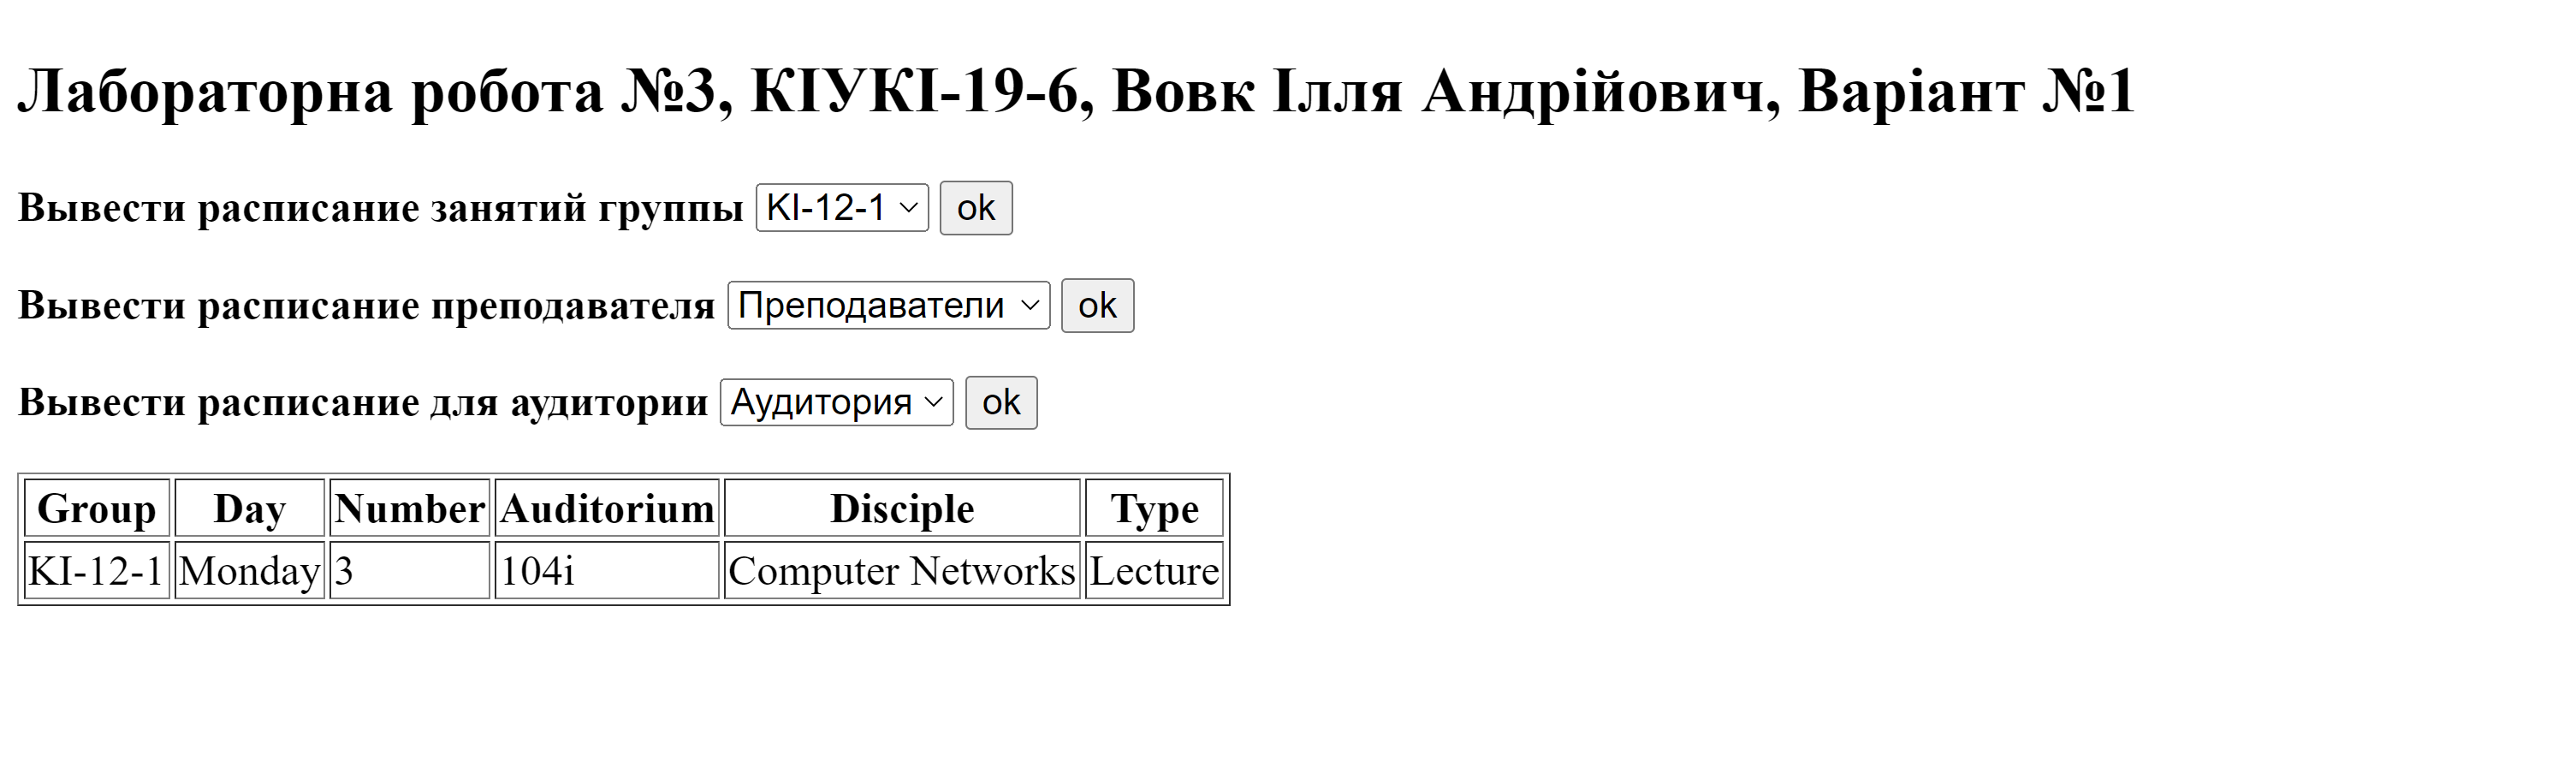 Лабораторна робота №3, КІУКІ-19-6, Вовк Ілля Андрійович, Варіант №1
Вывести расписание занятий группы KI-12-1 ok
Вывести расписание преподавателя Преподаватели ok
Вывести расписание для аудитории Аудитория ok
Group Day Number Auditorium Disciple Type
KI-12-1 Monday 3 104i Computer Networks Lecture